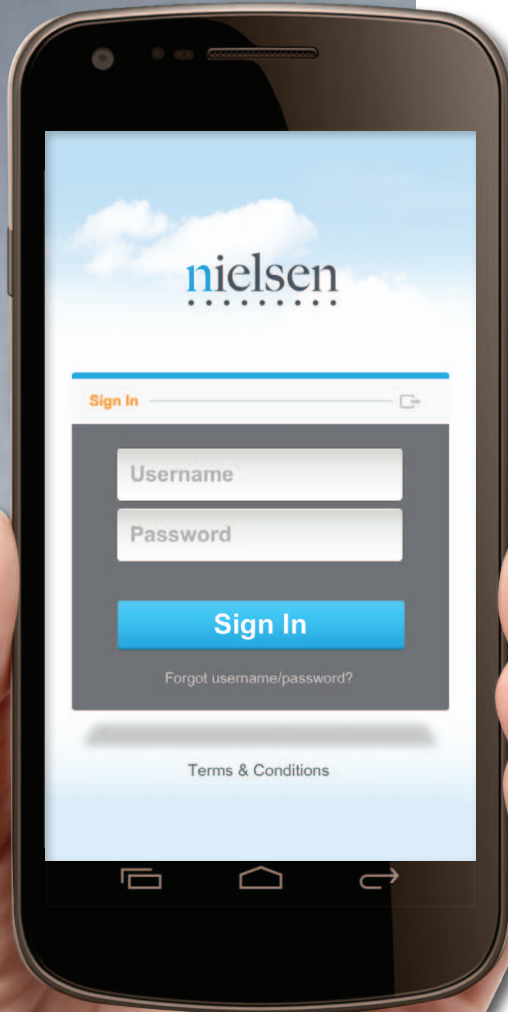 nielsen
Sign In
Username
Password
Sign In
Forgot username/password?
Terms & Conditions